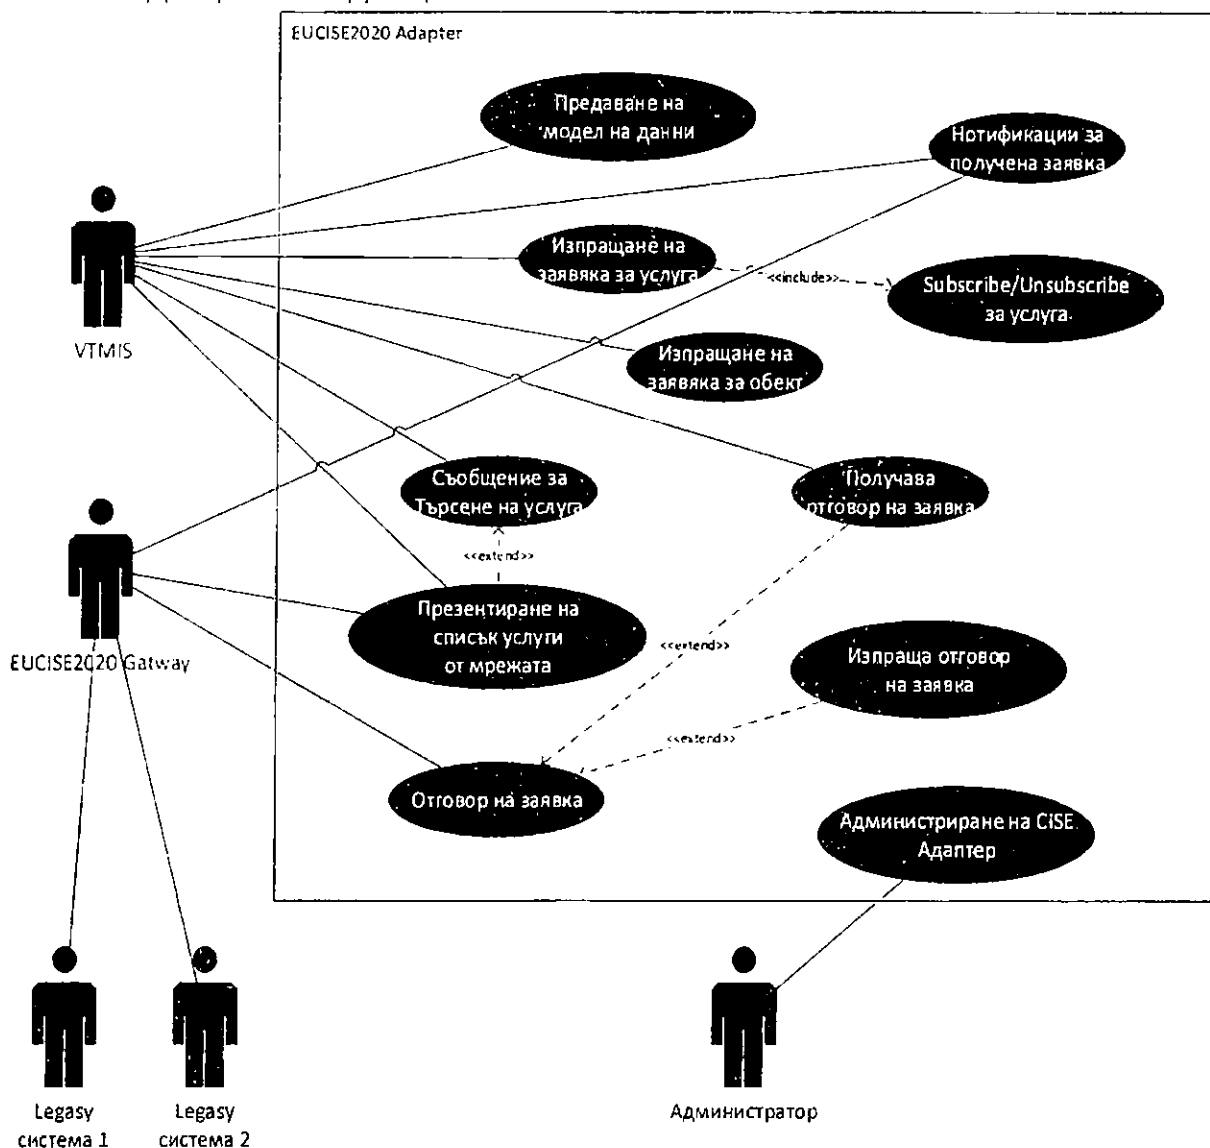 EUCISE2020 Adapter
Предаване на
модел на данни
Нотификации за
получена заявка
Изпращане на
заявяка за услуга
<<include>>
Subscribe/Unsubscribe
за услуга
VTMIS
Изпращане на
заявяка за обект
Съобщение за
Търсене на услуга
Получава
отговор на заявка
<<extend>>
Презентиране на
списък услуги
от мрежата
<<extend>>
Изпраща отговор
на заявка
EUCISE2020 Gatway
<<extend>>
Отговор на заявка
Администриране на CISE
Адаптер
Legasy
система 1
Legasy
система 2
Администратор